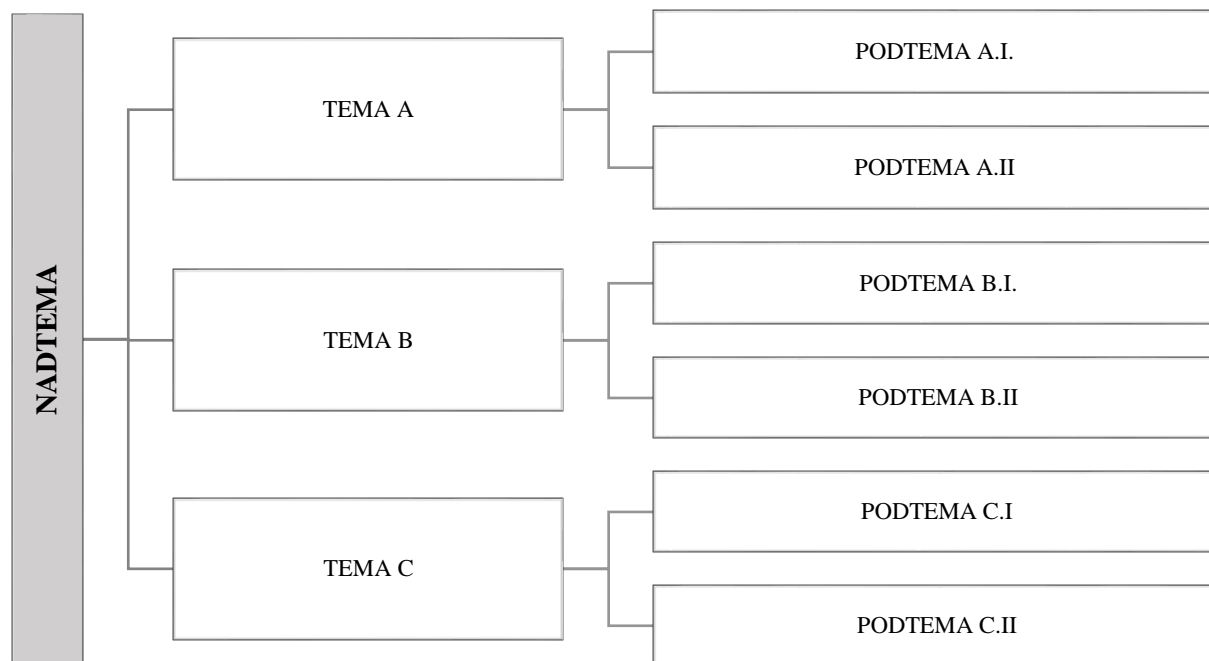 NADTEMA
TEMA A
PODTEMA A.I.
PODTEMA A.II
TEMA B
PODTEMA B.I.
PODTEMA B.II
TEMA C
PODTEMA C.I
PODTEMA C.II